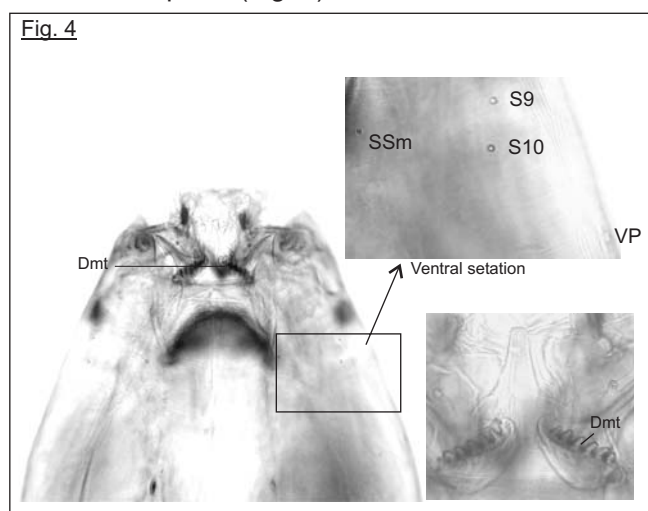 Fig. 4
S9
SSm
S10
VP
Dmt
Ventral setation
Dmt